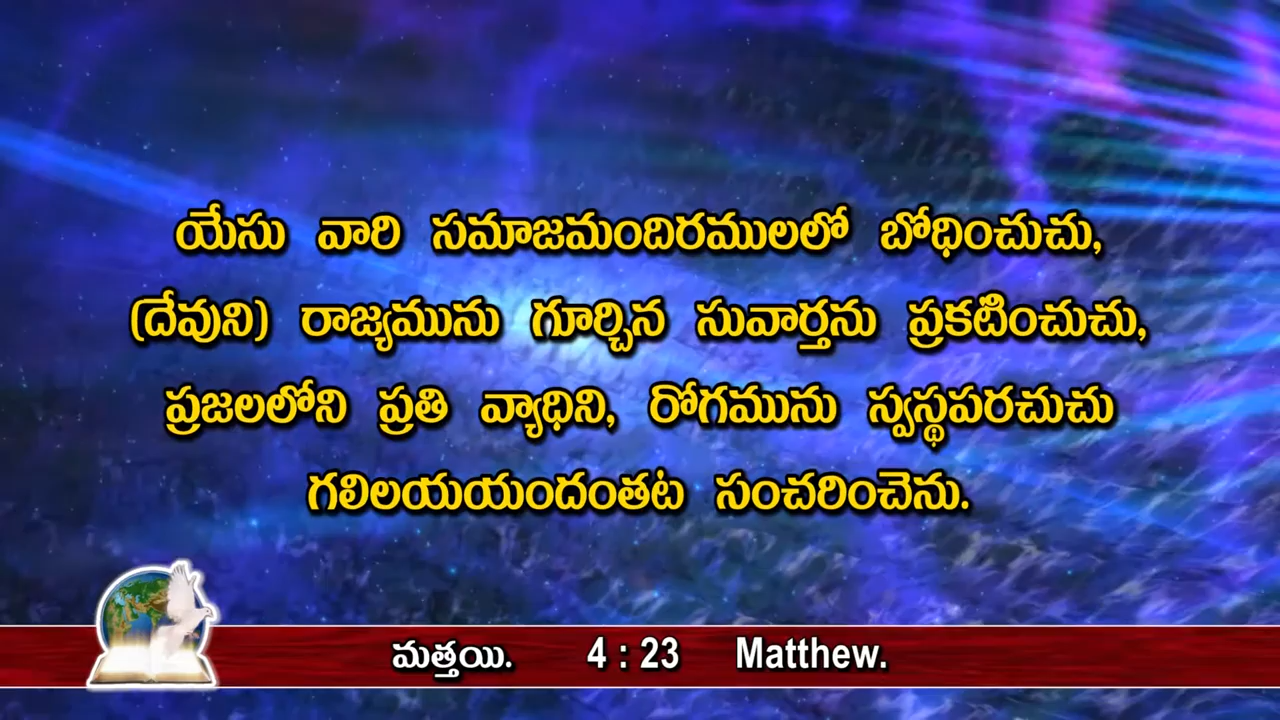 యేసు వారి సమాజమందిరములలో బోధించుచు,
(దేవుని) రాజ్యమును గూర్చిన సువార్తను ప్రకటించుచు,
ప్రజలలోని ప్రతి వ్యాధిని, రోగమును స్వస్థపరచుచు
గలిలయయందంతట సంచరించెను.
మత్తయి. 4 : 23 Matthew.